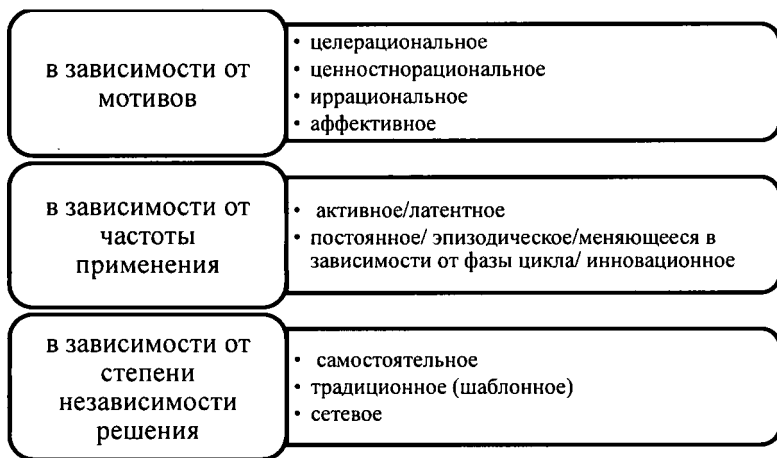 в зависимости от
мотивов
• целерациональное
• ценностнорациональное
• иррациональное
• аффективное
в зависимости от
частоты
применения
• активное/латентное
• постоянное/ эпизодическое/меняющееся в
зависимости от фазы цикла/ инновационное
в зависимости от
степени
независимости
решения
• самостоятельное
• традиционное (шаблонное)
• сетевое